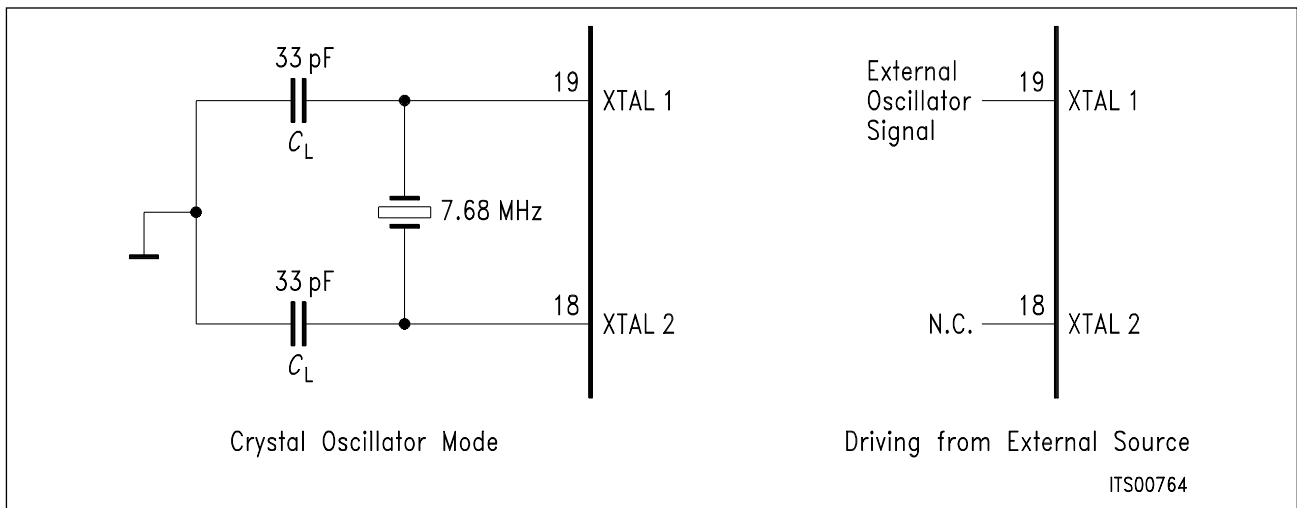 33 pF
19
XTAL 1
C_L
7.68 MHz
33 pF
18
XTAL 2
C_L
Crystal Oscillator Mode
External
Oscillator
Signal
19
XTAL 1
N.C.
18
XTAL 2
Driving from External Source
ITS00764